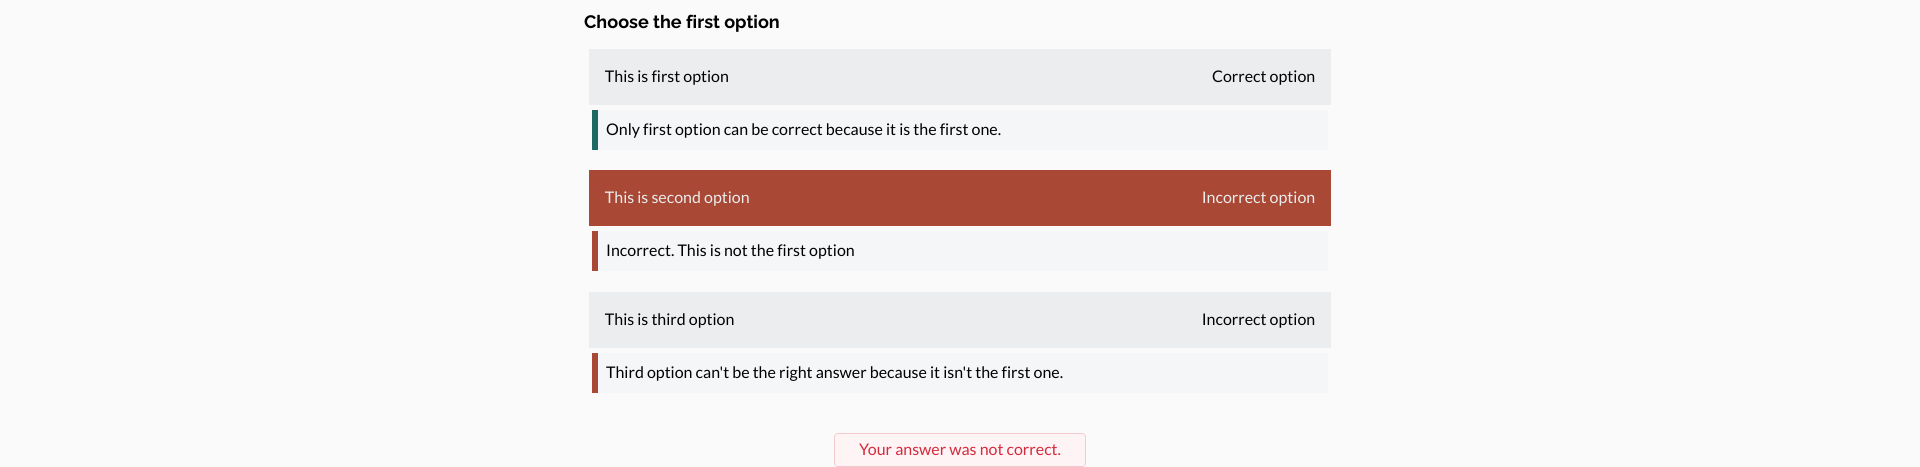 Choose the first option
This is first option Correct option
Only first option can be correct because it is the first one.
This is second option Incorrect option
Incorrect. This is not the first option
This is third option Incorrect option
Third option can't be the right answer because it isn't the first one.
Your answer was not correct.